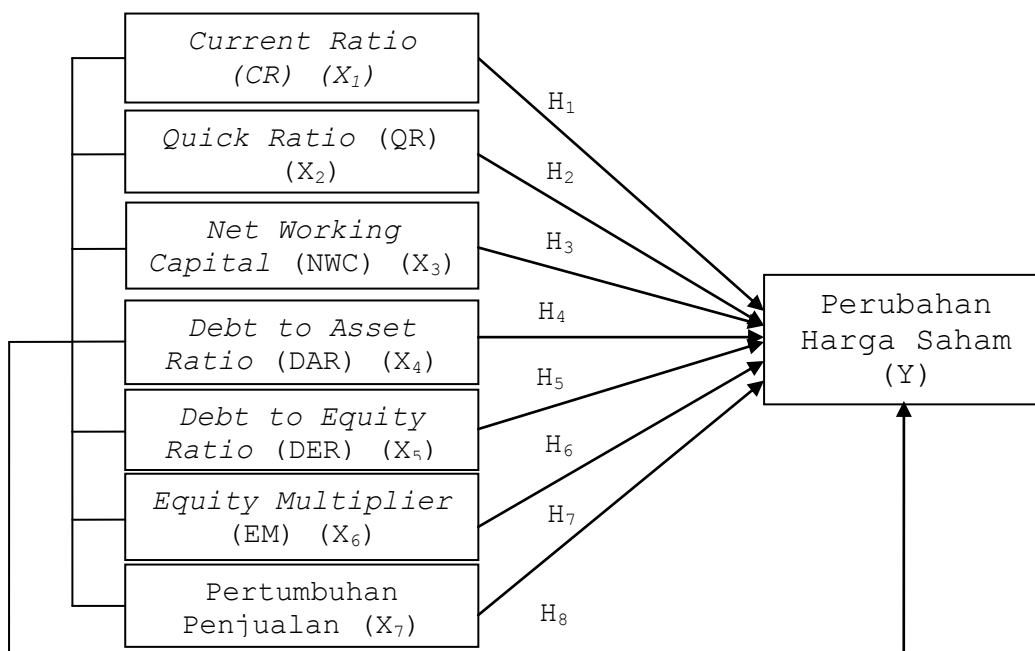 Current Ratio
(CR) (X₁)
H₁
Quick Ratio (QR)
(X₂)
H₂
Net Working
Capital (NWC) (X₃)
H₃
Debt to Asset
Ratio (DAR) (X₄)
H₄
Perubahan
Harga Saham
(Y)
Debt to Equity
Ratio (DER) (X₅)
H₅
Equity Multiplier
(EM) (X₆)
H₆
Pertumbuhan
Penjualan (X₇)
H₇
H₈